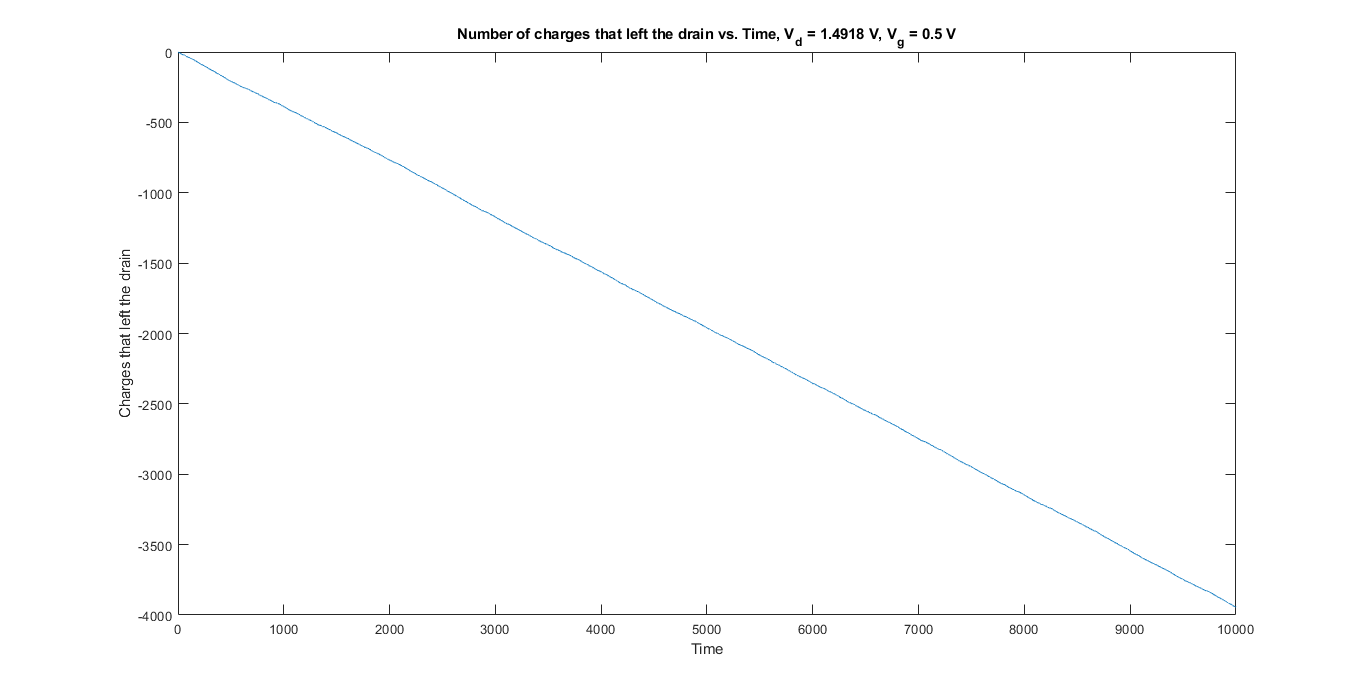 Number of charges that left the drain vs. Time, V_d = 1.4918 V, V_g = 0.5 V
0
-500
-1000
-1500
-2000
-2500
-3000
-3500
-4000
Charges that left the drain
0 1000 2000 3000 4000 5000 6000 7000 8000 9000 10000
Time